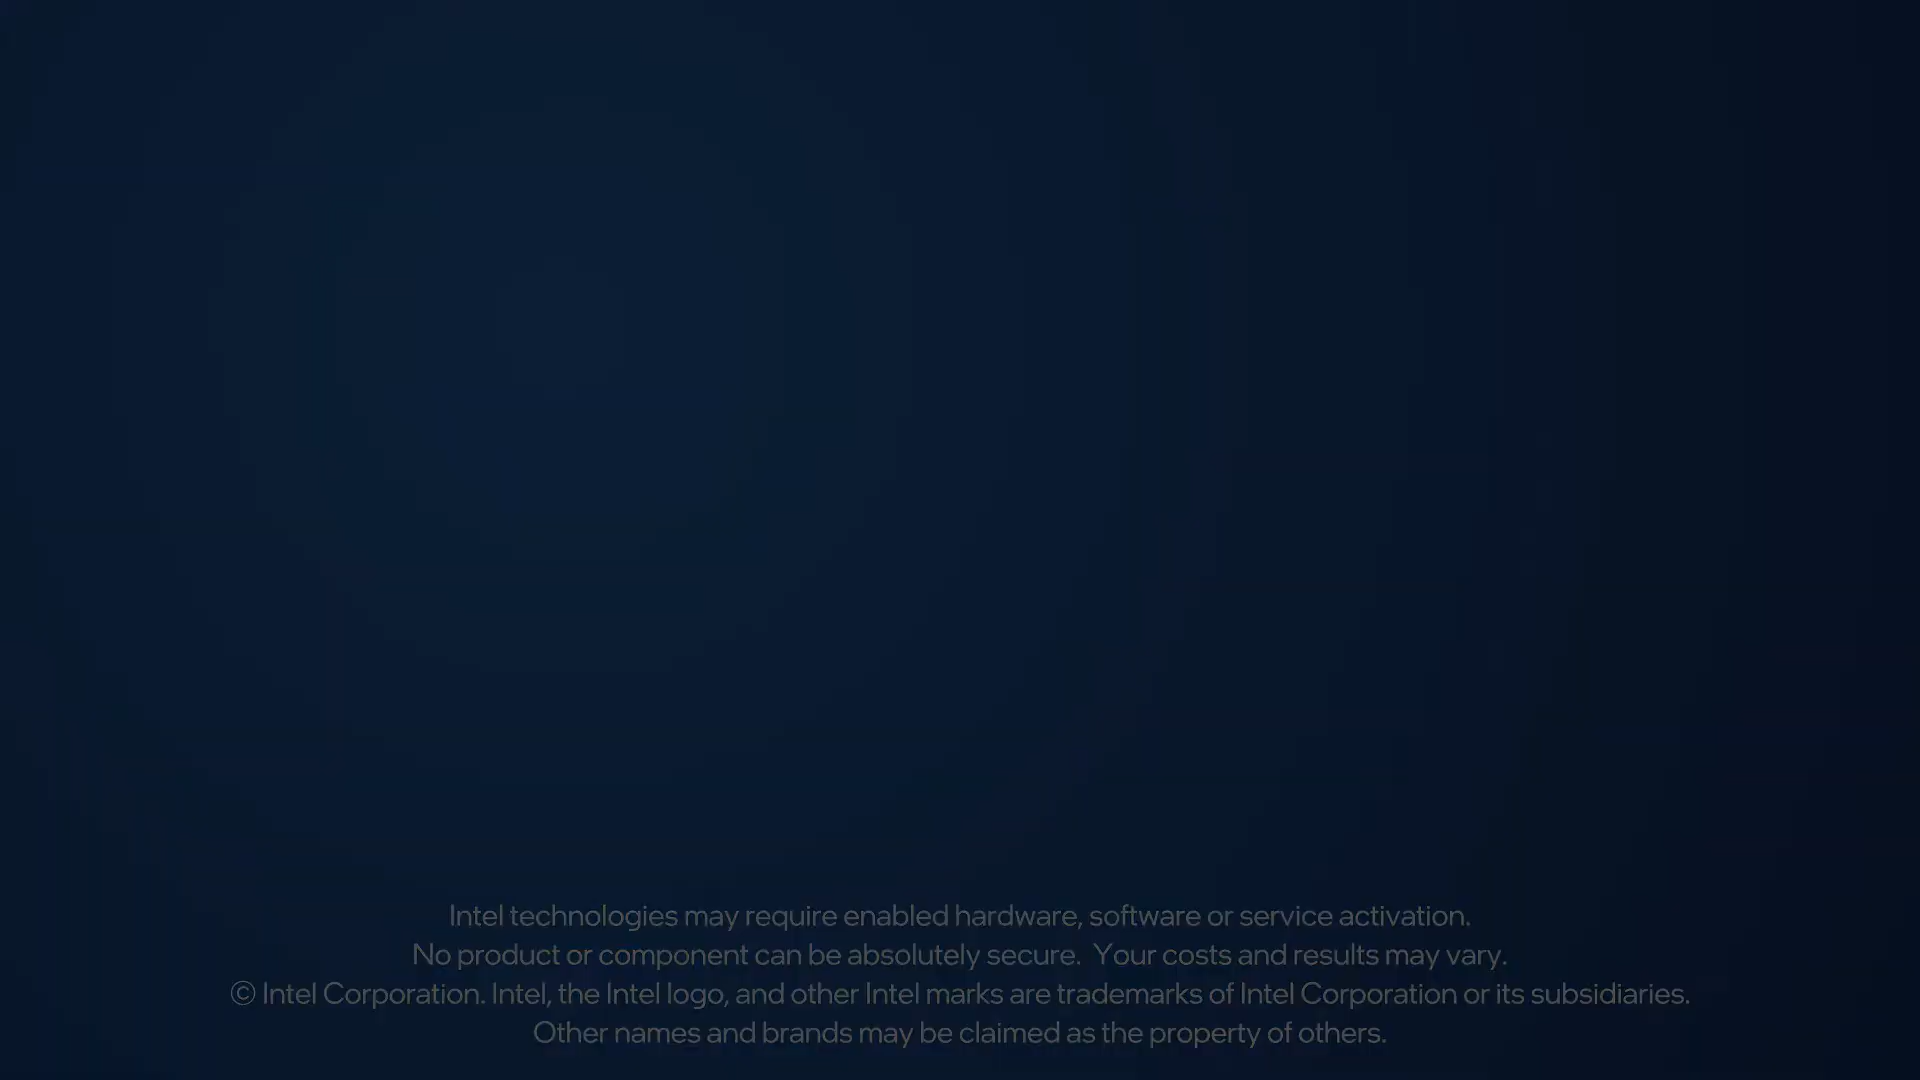 Intel technologies may require enabled hardware, software or service activation.
No product or component can be absolutely secure.  Your costs and results may vary.
© Intel Corporation. Intel, the Intel logo, and other Intel marks are trademarks of Intel Corporation or its subsidiaries.
Other names and brands may be claimed as the property of others.